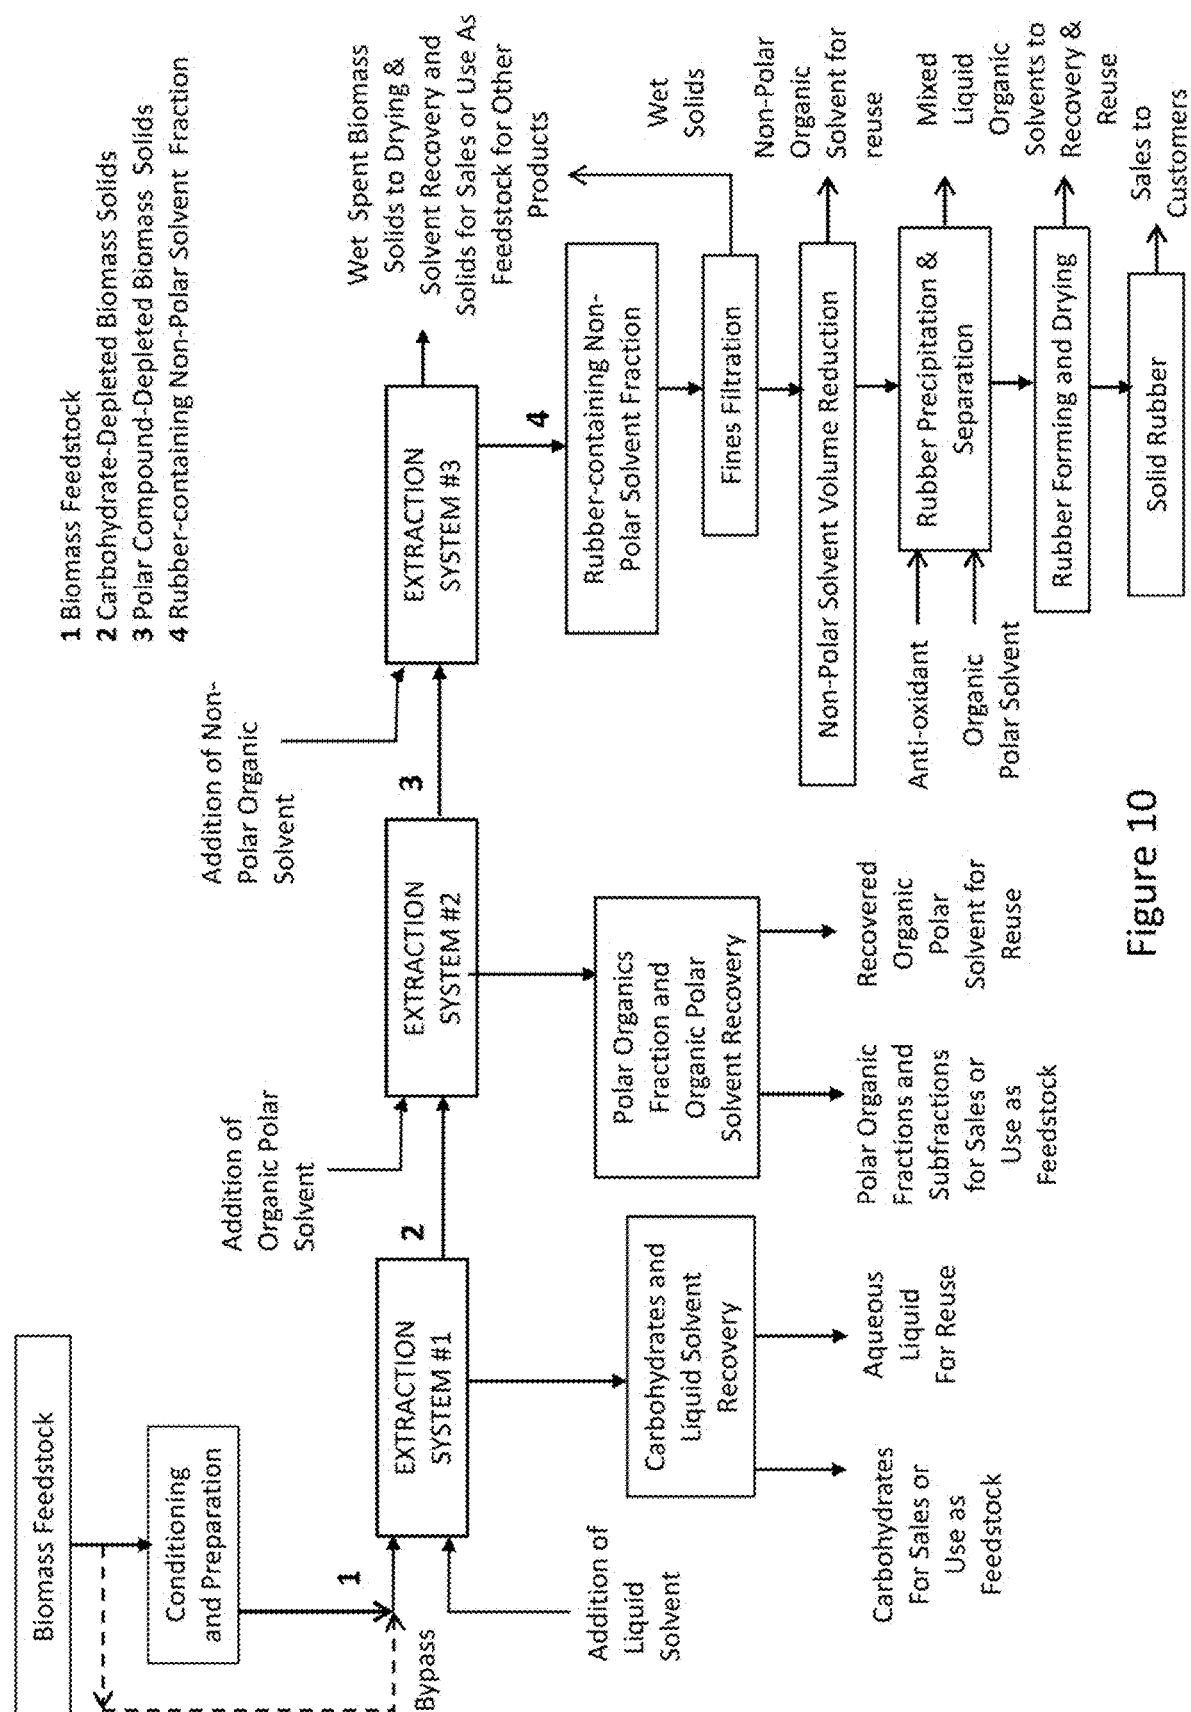 1 Biomass Feedstock
2 Carbohydrate-Depleted Biomass Solids
3 Polar Compound-Depleted Biomass Solids
4 Rubber-containing Non-Polar Solvent Fraction
Biomass Feedstock
Conditioning
and Preparation
Bypass
1
Addition of
Liquid
Solvent
EXTRACTION
SYSTEM #1
Carbohydrates and
Liquid Solvent
Recovery
Carbohydrates
For Sales or
Use as
Feedstock
Aqueous
Liquid
For Reuse
2
Addition of
Organic Polar
Solvent
EXTRACTION
SYSTEM #2
Polar Organics
Fraction and
Organic Polar
Solvent Recovery
Polar Organic
Fractions and
Subfractions
for Sales or
Use as
Feedstock
Recovered
Organic
Polar
Solvent for
Reuse
3
Addition of Non-
Polar Organic
Solvent
EXTRACTION
SYSTEM #3
Wet Spent Biomass
Solids to Drying &
Solvent Recovery and
Solids for Sales or Use As
Feedstock for Other
Products
4
Rubber-containing Non-
Polar Solvent Fraction
Fines Filtration
Wet
Solids
Non-Polar Solvent Volume Reduction
Non-Polar
Organic
Solvent for
reuse
Anti-oxidant
Organic
Polar Solvent
Rubber Precipitation &
Separation
Mixed
Liquid
Organic
Solvents to
Recovery &
Reuse
Rubber Forming and Drying
Solid Rubber
Sales to
Customers
Figure 10